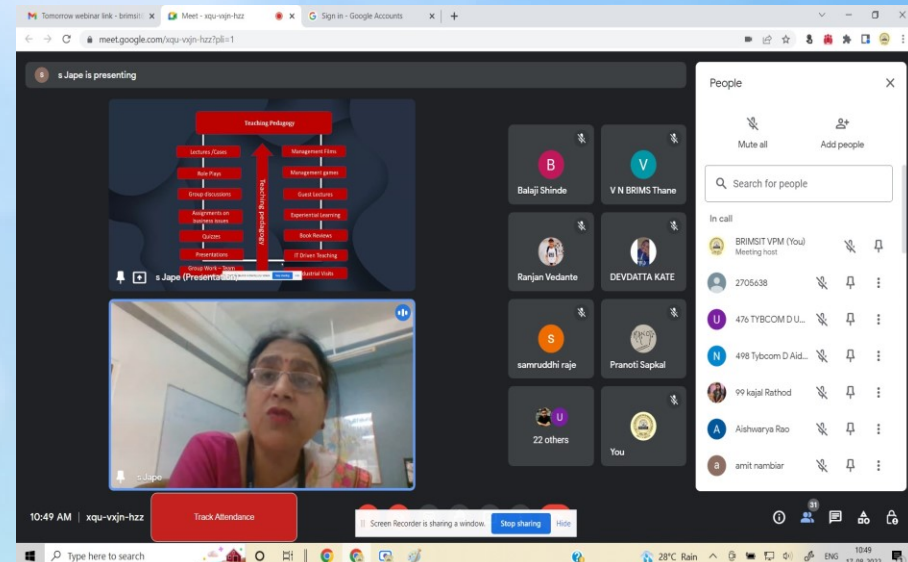 Tomorrow webinar link - brimsit
Meet - xqu-vxjn-hzz
Sign in - Google Accounts
meet.google.com/xqu-vxjn-hzz?pli=1
s
s Jape is presenting
Teaching Pedagogy
Lectures /Cases
Role Plays
Group discussions
Assignments on
business issues
Quizzes
Presentations
Group Work - Team
Teaching pedagogy
Management Films
Management games
Guest Lectures
Experiential Learning
Book Reviews
IT Driven Teaching
Industrial Visits
s Jape (Presentation)
s Jape
B
Balaji Shinde
V
V N BRIMS Thane
Ranjan Vedante
DEVDATTA KATE
S
samruddhi raje
Pranoti Sapkal
U
22 others
You
People
Mute all
Add people
Search for people
In call
BRIMSIT VPM (You)
Meeting host
2705638
U
476 TYBCOM D U...
N
498 Tybcom D Aid...
99 kajal Rathod
A
Aishwarya Rao
a
amit nambiar
10:49 AM | xqu-vxjn-hzz
Track Attendance
Screen Recorder is sharing a window.
Stop sharing
Hide
31
Type here to search
28°C Rain
ENG
10:49